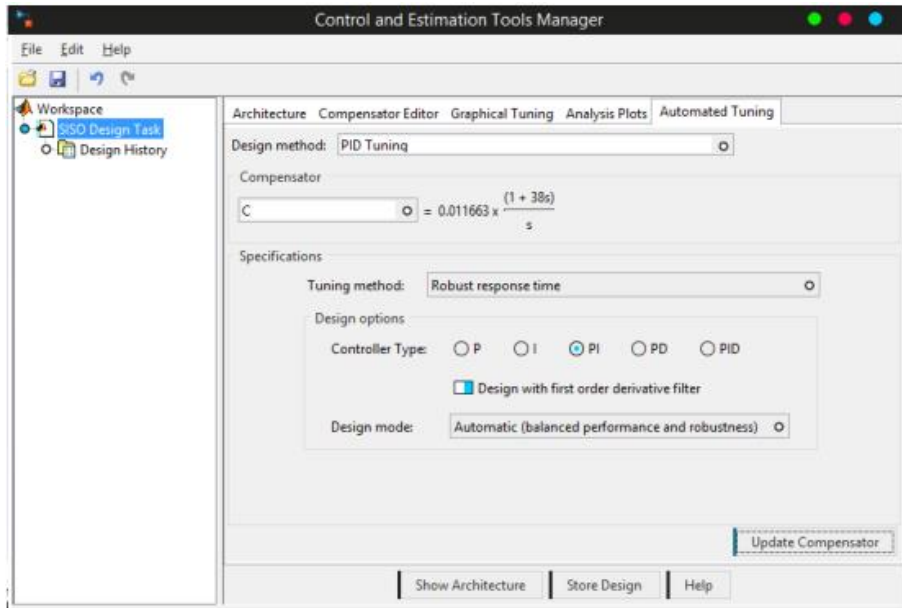 Control and Estimation Tools Manager
File Edit Help
Workspace
SISO Design Task
Design History
Architecture Compensator Editor Graphical Tuning Analysis Plots Automated Tuning
Design method: PID Tuning
Compensator
C = 0.011663 x (1 + 38s)
s
Specifications
Tuning method: Robust response time
Design options
Controller Type: P I PI PD PID
Design with first order derivative filter
Design mode: Automatic (balanced performance and robustness)
Update Compensator
Show Architecture Store Design Help